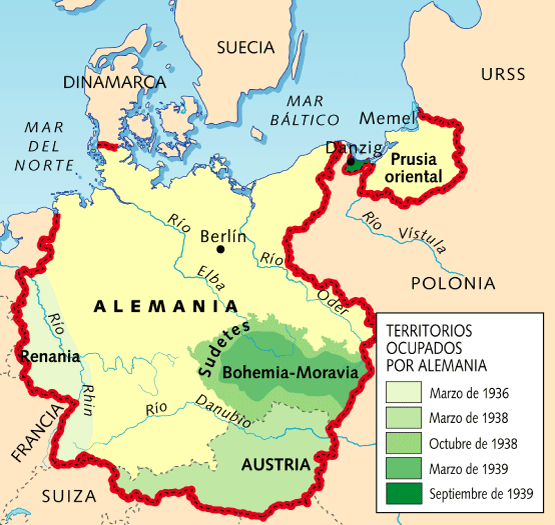 SUECIA
DINAMARCA
URSS
MAR
BÁLTICO
Memel
MAR
DEL
NORTE
Danzig
Prusia
oriental
Río
Vístula
Berlín
Río
Elba
Río
Oder
POLONIA
ALEMANIA
Sudetes
Río
Rhin
Renania
Bohemia-Moravia
Río
Danubio
FRANCIA
AUSTRIA
SUIZA
TERRITORIOS
OCUPADOS
POR ALEMANIA
Marzo de 1936
Marzo de 1938
Octubre de 1938
Marzo de 1939
Septiembre de 1939